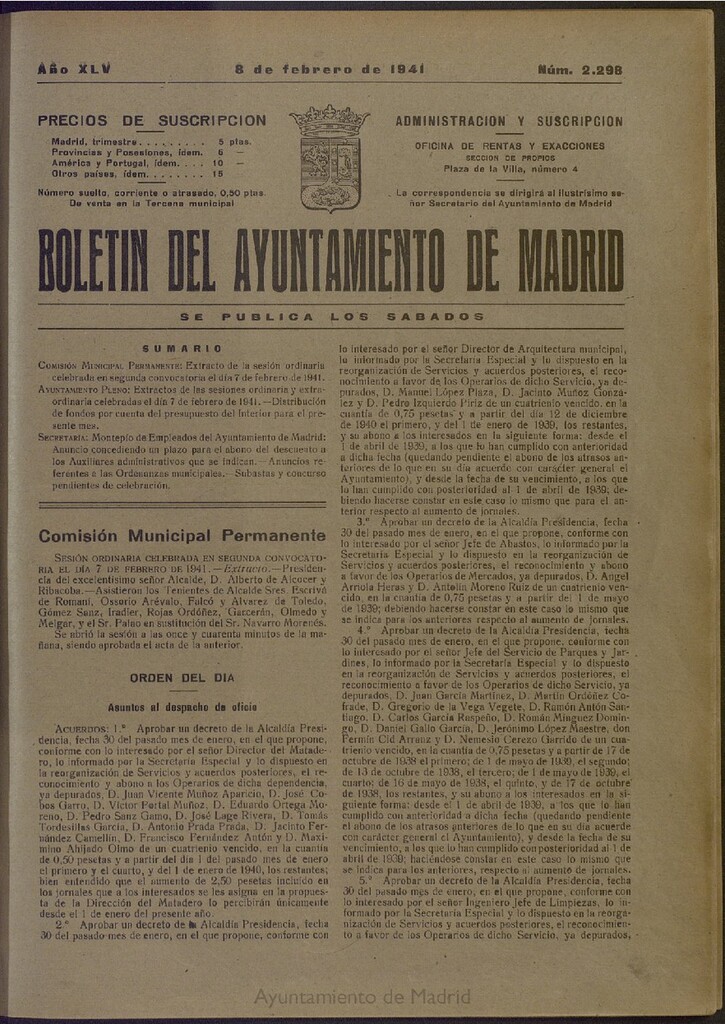 Año XLV
8 de febrero de 1941
Núm. 2.298
PRECIOS DE SUSCRIPCION
Madrid, trimestre. . . . . . . . . 5 ptas.
Provincias y Posesiones, ídem. 6 —
América y Portugal, ídem. . . . 10 —
Otros países, ídem. . . . . . . . 15
Número suelto, corriente o atrasado, 0,50 ptas.
De venta en la Tercena municipal
ADMINISTRACION Y SUSCRIPCION
OFICINA DE RENTAS Y EXACCIONES
SECCION DE PROPIOS
Plaza de la Villa, número 4
La correspondencia se dirigirá al ilustrísimo se-
ñor Secretario del Ayuntamiento de Madrid
BOLETIN DEL AYUNTAMIENTO DE MADRID
SE PUBLICA LOS SABADOS
SUMARIO
COMISIÓN MUNICIPAL PERMANENTE: Extracto de la sesión ordinaria
celebrada en segunda convocatoria el día 7 de febrero de 1941.
AYUNTAMIENTO PLENO: Extractos de las sesiones ordinaria y extra-
ordinaria celebradas el día 7 de febrero de 1941.—Distribución
de fondos por cuenta del presupuesto del Interior para el pre-
sente mes.
SECRETARÍA: Montepío de Empleados del Ayuntamiento de Madrid:
Anuncio concediendo un plazo para el abono del descuento a
los Auxiliares administrativos que se indican.—Anuncios re-
ferentes a las Ordenanzas municipales.—Subastas y concurso
pendientes de celebración.
Comisión Municipal Permanente
SESIÓN ORDINARIA CELEBRADA EN SEGUNDA CONVOCATO-
RIA EL DÍA 7 DE FEBRERO DE 1941.—Extracto.—Presiden-
cia del excelentísimo señor Alcalde, D. Alberto de Alcocer y
Ribacoba.—Asistieron los Tenientes de Alcalde Sres. Escrivá
de Romaní, Ossorio Arévalo, Falcó y Alvarez de Toledo,
Gómez Sanz, Iradier, Rojas Ordóñez, Garcerán, Olmedo y
Melgar, y el Sr. Palao en sustitución del Sr. Navarro Morenés.
Se abrió la sesión a las once y cuarenta minutos de la ma-
ñana, siendo aprobada el acta de la anterior.
ORDEN DEL DIA
Asuntos al despacho de oficio
ACUERDOS: 1.º Aprobar un decreto de la Alcaldía Presi-
dencia, fecha 30 del pasado mes de enero, en el que propone,
conforme con lo interesado por el señor Director del Matade-
ro, lo informado por la Secretaría Especial y lo dispuesto en
la reorganización de Servicios y acuerdos posteriores, el re-
conocimiento y abono a los Operarios de dicha dependencia,
ya depurados, D. Juan Vicente Muñoz Aparicio, D. José Co-
bos Garro, D. Víctor Portal Muñoz, D. Eduardo Ortega Mo-
reno, D. Pedro Sanz Gamo, D. José Lage Rivera, D. Tomás
Tordesillas García, D. Antonio Prada Prada, D. Jacinto Fer-
nández Camellín, D. Francisco Fernández Antón y D. Maxi-
mino Ahijado Olmo de un cuatrienio vencido, en la cuantía
de 0,50 pesetas y a partir del día 1 del pasado mes de enero
el primero y el cuarto, y del 1 de enero de 1940, los restantes;
bien entendido que el aumento de 2,50 pesetas incluído en
los jornales que a los interesados se les asigna en la propues-
ta de la Dirección del Matadero lo percibirán únicamente
desde el 1 de enero del presente año.
2.º Aprobar un decreto de la Alcaldía Presidencia, fecha
30 del pasado mes de enero, en el que propone, conforme con
lo interesado por el señor Director de Arquitectura municipal,
lo informado por la Secretaría Especial y lo dispuesto en la
reorganización de Servicios y acuerdos posteriores, el reco-
nocimiento a favor de los Operarios de dicho Servicio, ya de-
purados, D. Manuel López Plaza, D. Jacinto Muñoz Gonzá-
lez y D. Pedro Izquierdo Píriz de un cuatrienio vencido, en la
cuantía de 0,75 pesetas y a partir del día 12 de diciembre
de 1940 el primero, y del 1 de enero de 1939, los restantes,
y su abono a los interesados en la siguiente forma: desde el
1 de abril de 1939, a los que lo han cumplido con anterioridad
a dicha fecha (quedando pendiente el abono de los atrasos an-
teriores de lo que en su día acuerde con carácter general el
Ayuntamiento), y desde la fecha de su vencimiento, a los que
lo han cumplido con posterioridad al 1 de abril de 1939; de-
biendo hacerse constar en este caso lo mismo que para el an-
terior respecto al aumento de jornales.
3.º Aprobar un decreto de la Alcaldía Presidencia, fecha
30 del pasado mes de enero, en el que propone, conforme con
lo interesado por el señor Jefe de Abastos, lo informado por la
Secretaría Especial y lo dispuesto en la reorganización de
Servicios y acuerdos posteriores, el reconocimiento y abono
a favor de los Operarios de Mercados, ya depurados, D. Angel
Arriola Heras y D. Antolín Moreno Ruiz de un cuatrienio ven-
cido, en la cuantía de 0,75 pesetas y a partir del 1 de mayo
de 1939; debiendo hacerse constar en este caso lo mismo que
se indica para los anteriores respecto al aumento de jornales.
4.º Aprobar un decreto de la Alcaldía Presidencia, fecha
30 del pasado mes de enero, en el que propone, conforme con
lo interesado por el señor Jefe del Servicio de Parques y Jar-
dines, lo informado por la Secretaría Especial y lo dispuesto
en la reorganización de Servicios y acuerdos posteriores, el
reconocimiento a favor de los Operarios de dicho Servicio, ya
depurados, D. Juan García Martínez, D. Martín Ordóñez Co-
frade, D. Gregorio de la Vega Vegete, D. Ramón Antón San-
tiago, D. Carlos García Raspeño, D. Román Mínguez Domin-
go, D. Daniel Gallo García, D. Jerónimo López Maestre, don
Fermín Cid Arranz y D. Nemesio Cerezo Garrido de un cua-
trienio vencido, en la cuantía de 0,75 pesetas y a partir de 17 de
octubre de 1938 el primero; de 1 de mayo de 1939, el segundo;
de 13 de octubre de 1938, el tercero; de 1 de mayo de 1939, el
cuarto; de 16 de mayo de 1938, el quinto, y de 17 de octubre
de 1938, los restantes, y su abono a los interesados en la si-
guiente forma: desde el 1 de abril de 1939, a los que lo han
cumplido con anterioridad a dicha fecha (quedando pendiente
el abono de los atrasos anteriores de lo que en su día acuerde
con carácter general el Ayuntamiento), y desde la fecha de su
vencimiento, a los que lo han cumplido con posterioridad al 1
de abril de 1939; haciéndose constar en este caso lo mismo que
se indica para los anteriores, respecto al aumento de jornales.
5.º Aprobar un decreto de la Alcaldía Presidencia, fecha
30 del pasado mes de enero, en el que propone, conforme con
lo interesado por el señor Ingeniero Jefe de Limpiezas, lo in-
formado por la Secretaría Especial y lo dispuesto en la reorga-
nización de Servicios y acuerdos posteriores, el reconocimien-
to a favor de los Operarios de dicho Servicio, ya depurados,
Ayuntamiento de Madrid